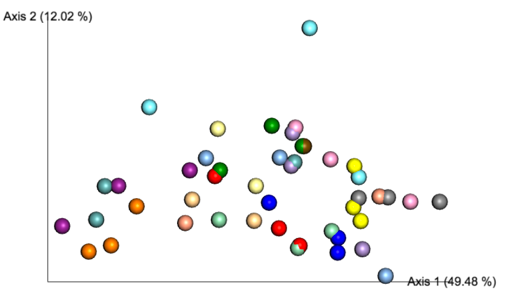 Axis 2 (12.02 %)
Axis 1 (49.48 %)